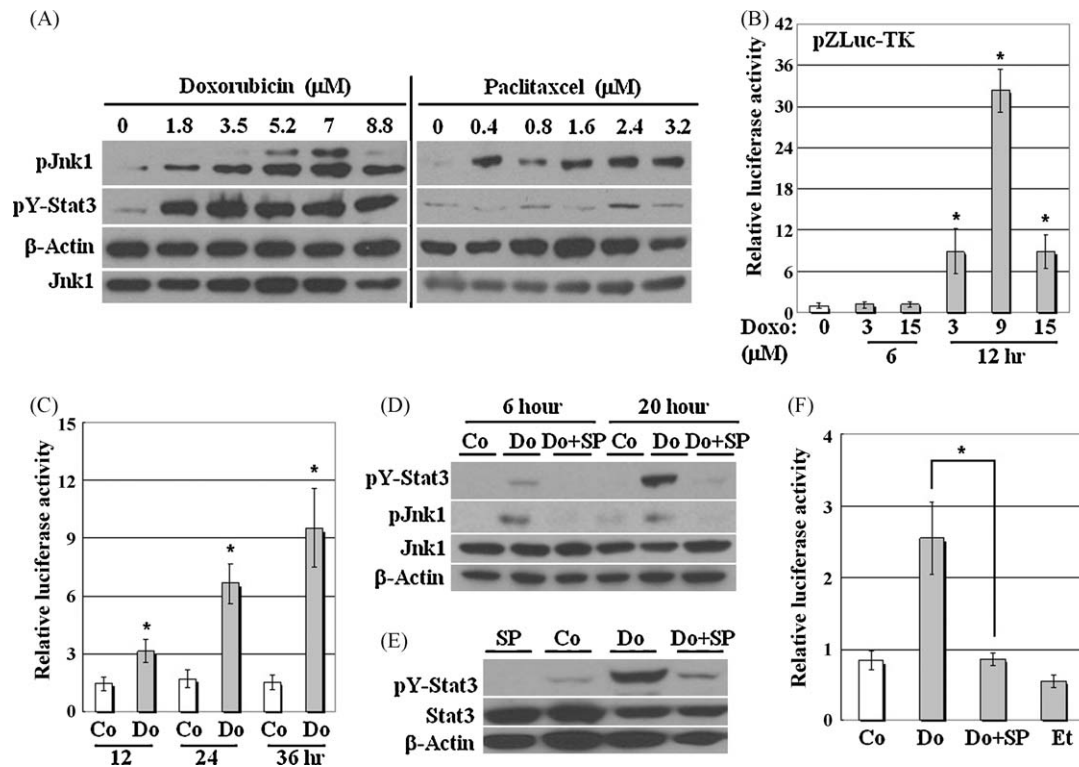 (A)
Doxorubicin (μM)
Paclitaxcel (μM)
0 1.8 3.5 5.2 7 8.8
0 0.4 0.8 1.6 2.4 3.2
pJnk1
pY-Stat3
β-Actin
Jnk1
(B)
pZLuc-TK
Relative luciferase activity
42
36
30
24
18
12
6
0
* * *
Doxo: 0 3 15 3 9 15
(μM) 6 12 hr
(C)
Relative luciferase activity
15
12
9
6
3
0
* * *
Co Do Co Do Co Do
12 24 36 hr
(D)
6 hour 20 hour
Co Do Do+SP Co Do Do+SP
pY-Stat3
pJnk1
Jnk1
β-Actin
(E)
SP Co Do Do+SP
pY-Stat3
Stat3
β-Actin
(F)
Relative luciferase activity
4
3
2
1
0
*
Co Do Do+SP Et